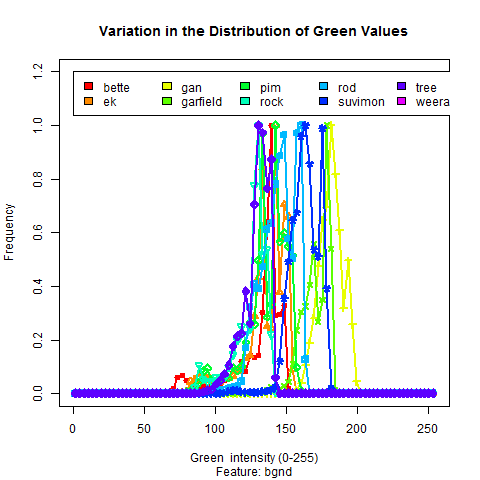 Variation in the Distribution of Green Values
Frequency
1.2
1.0
0.8
0.6
0.4
0.2
0.0
bette gan pim rod tree
ek garfield rock suvimon weera
0 50 100 150 200 250
Green intensity (0-255)
Feature: bgnd